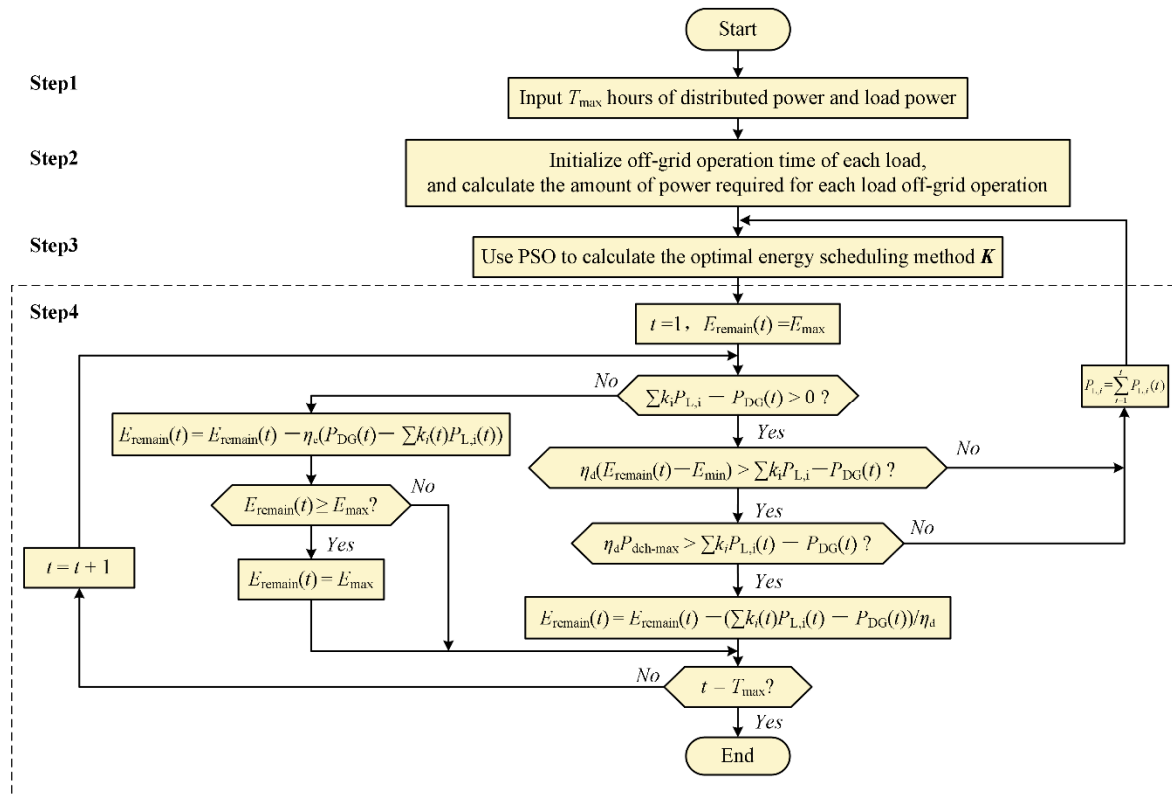 Start
Step1
Input T_max hours of distributed power and load power
Step2
Initialize off-grid operation time of each load,
and calculate the amount of power required for each load off-grid operation
Step3
Use PSO to calculate the optimal energy scheduling method K
Step4
t =1, E_remain(t) =E_max
No
∑k_iP_L,i − P_DG(t) > 0 ?
P_L,i=∑_{t−1}^{t} P_L,i(t)
E_remain(t) = E_remain(t) −η_c(P_DG(t)− ∑k_i(t)P_L,i(t))
Yes
No
η_d(E_remain(t)−E_min) > ∑k_iP_L,i−P_DG(t) ?
E_remain(t) ≥ E_max?
No
Yes
No
Yes
η_dP_dch-max > ∑k_iP_L,i(t) − P_DG(t) ?
t = t + 1
E_remain(t) = E_max
Yes
E_remain(t) = E_remain(t) −(∑k_i(t)P_L,i(t) − P_DG(t))/η_d
No
t − T_max?
Yes
End